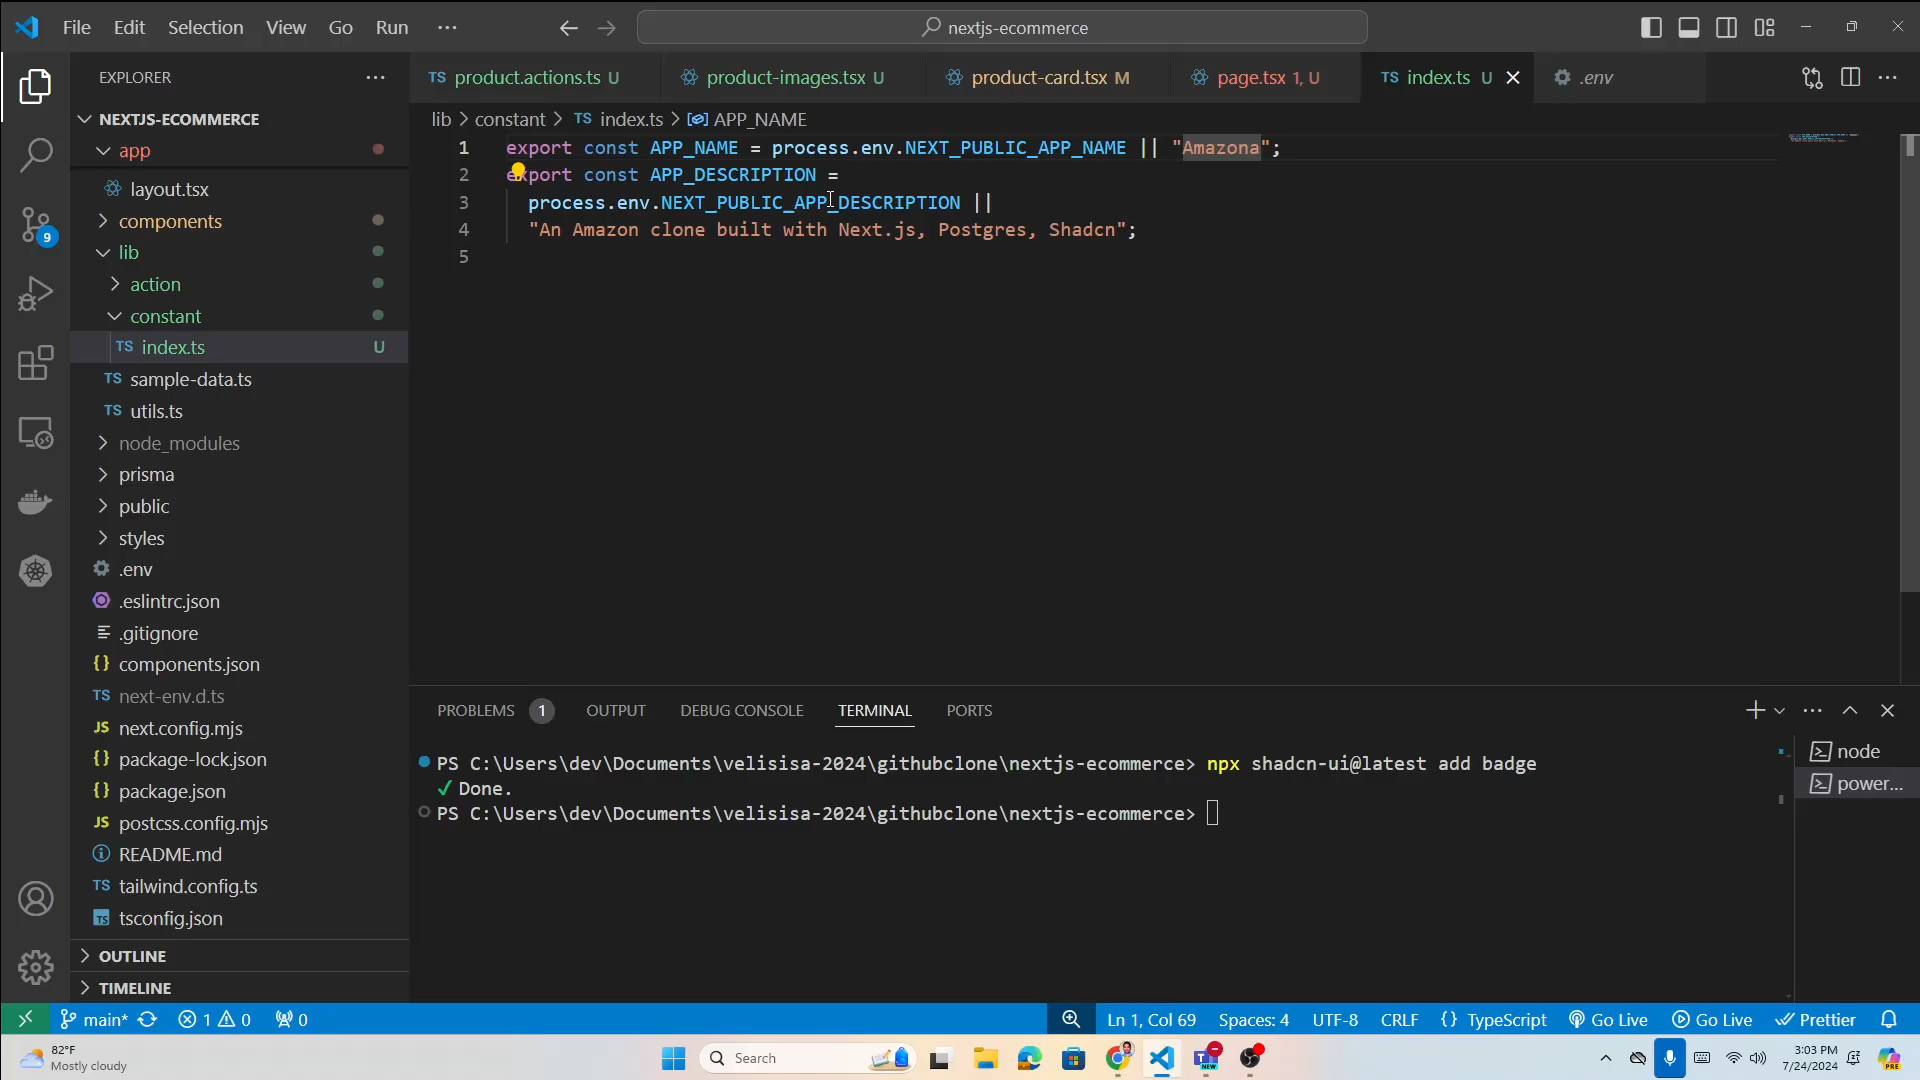 File Edit Selection View Go Run ···
nextjs-ecommerce
EXPLORER
NEXTJS-ECOMMERCE
app
layout.tsx
components
lib
action
constant
TS index.ts U
TS sample-data.ts
TS utils.ts
node_modules
prisma
public
styles
.env
.eslintrc.json
.gitignore
{} components.json
TS next-env.d.ts
JS next.config.mjs
{} package-lock.json
{} package.json
JS postcss.config.mjs
README.md
TS tailwind.config.ts
TS tsconfig.json
OUTLINE
TIMELINE
9
TS product.actions.ts U
product-images.tsx U
product-card.tsx M
page.tsx 1, U
TS index.ts U
.env
lib > constant > TS index.ts > APP_NAME
1 export const APP_NAME = process.env.NEXT_PUBLIC_APP_NAME || "Amazona";
2 export const APP_DESCRIPTION =
3 process.env.NEXT_PUBLIC_APP_DESCRIPTION ||
4 "An Amazon clone built with Next.js, Postgres, Shadcn";
5
PROBLEMS 1 OUTPUT DEBUG CONSOLE TERMINAL PORTS
PS C:\Users\dev\Documents\velisisa-2024\githubclone\nextjs-ecommerce> npx shadcn-ui@latest add badge
✓ Done.
PS C:\Users\dev\Documents\velisisa-2024\githubclone\nextjs-ecommerce>
node
power...
main* 1 0 0
Ln 1, Col 69 Spaces: 4 UTF-8 CRLF {} TypeScript Go Live Go Live Prettier
82°F
Mostly cloudy
Search
NEW
3:03 PM
7/24/2024
PRE